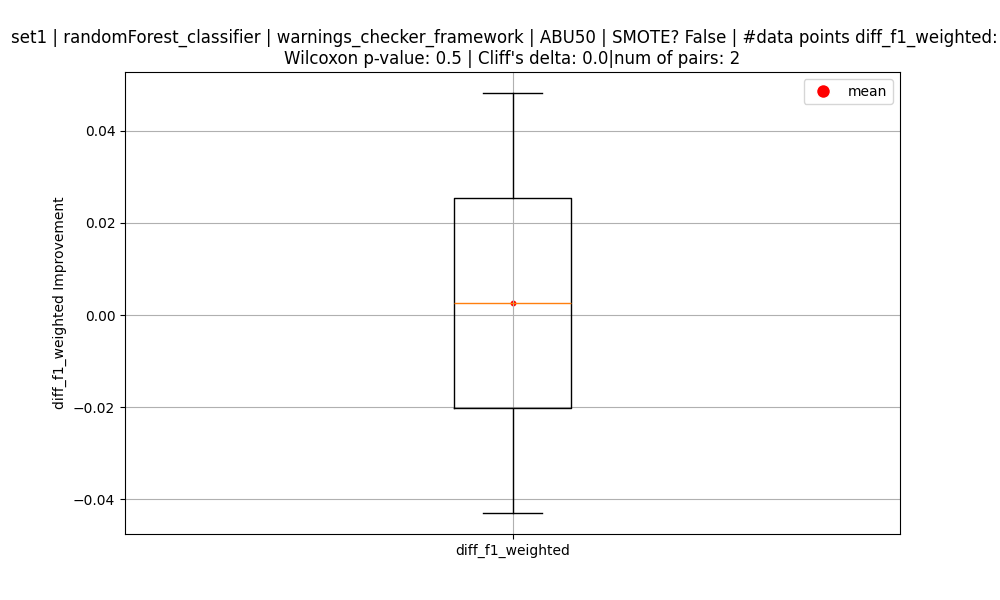 set1 | randomForest_classifier | warnings_checker_framework | ABU50 | SMOTE? False | #data points diff_f1_weighted:
Wilcoxon p-value: 0.5 | Cliff's delta: 0.0|num of pairs: 2
mean
0.04
0.02
0.00
−0.02
−0.04
diff_f1_weighted Improvement
diff_f1_weighted